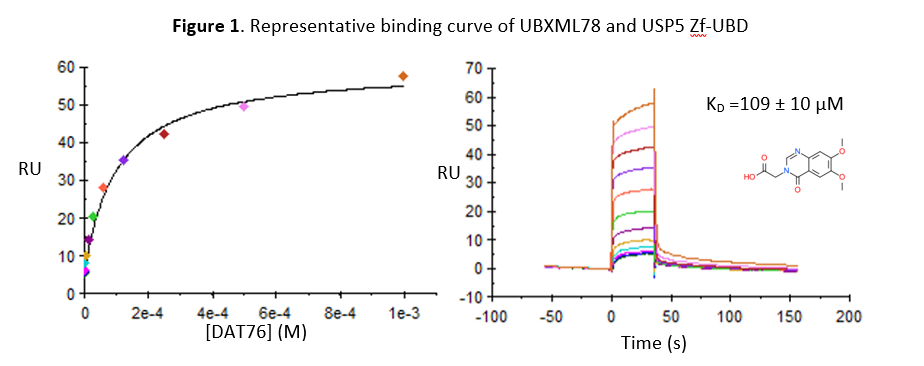 Figure 1. Representative binding curve of UBXML78 and USP5 Zf-UBD
60
50
40
30
20
10
0
RU
0 2e-4 4e-4 6e-4 8e-4 1e-3
[DAT76] (M)
70
60
50
40
30
20
10
0
-10
RU
-100 -50 0 50 100 150 200
Time (s)
KD =109 ± 10 µM
O
HO
N
N
O
O
O